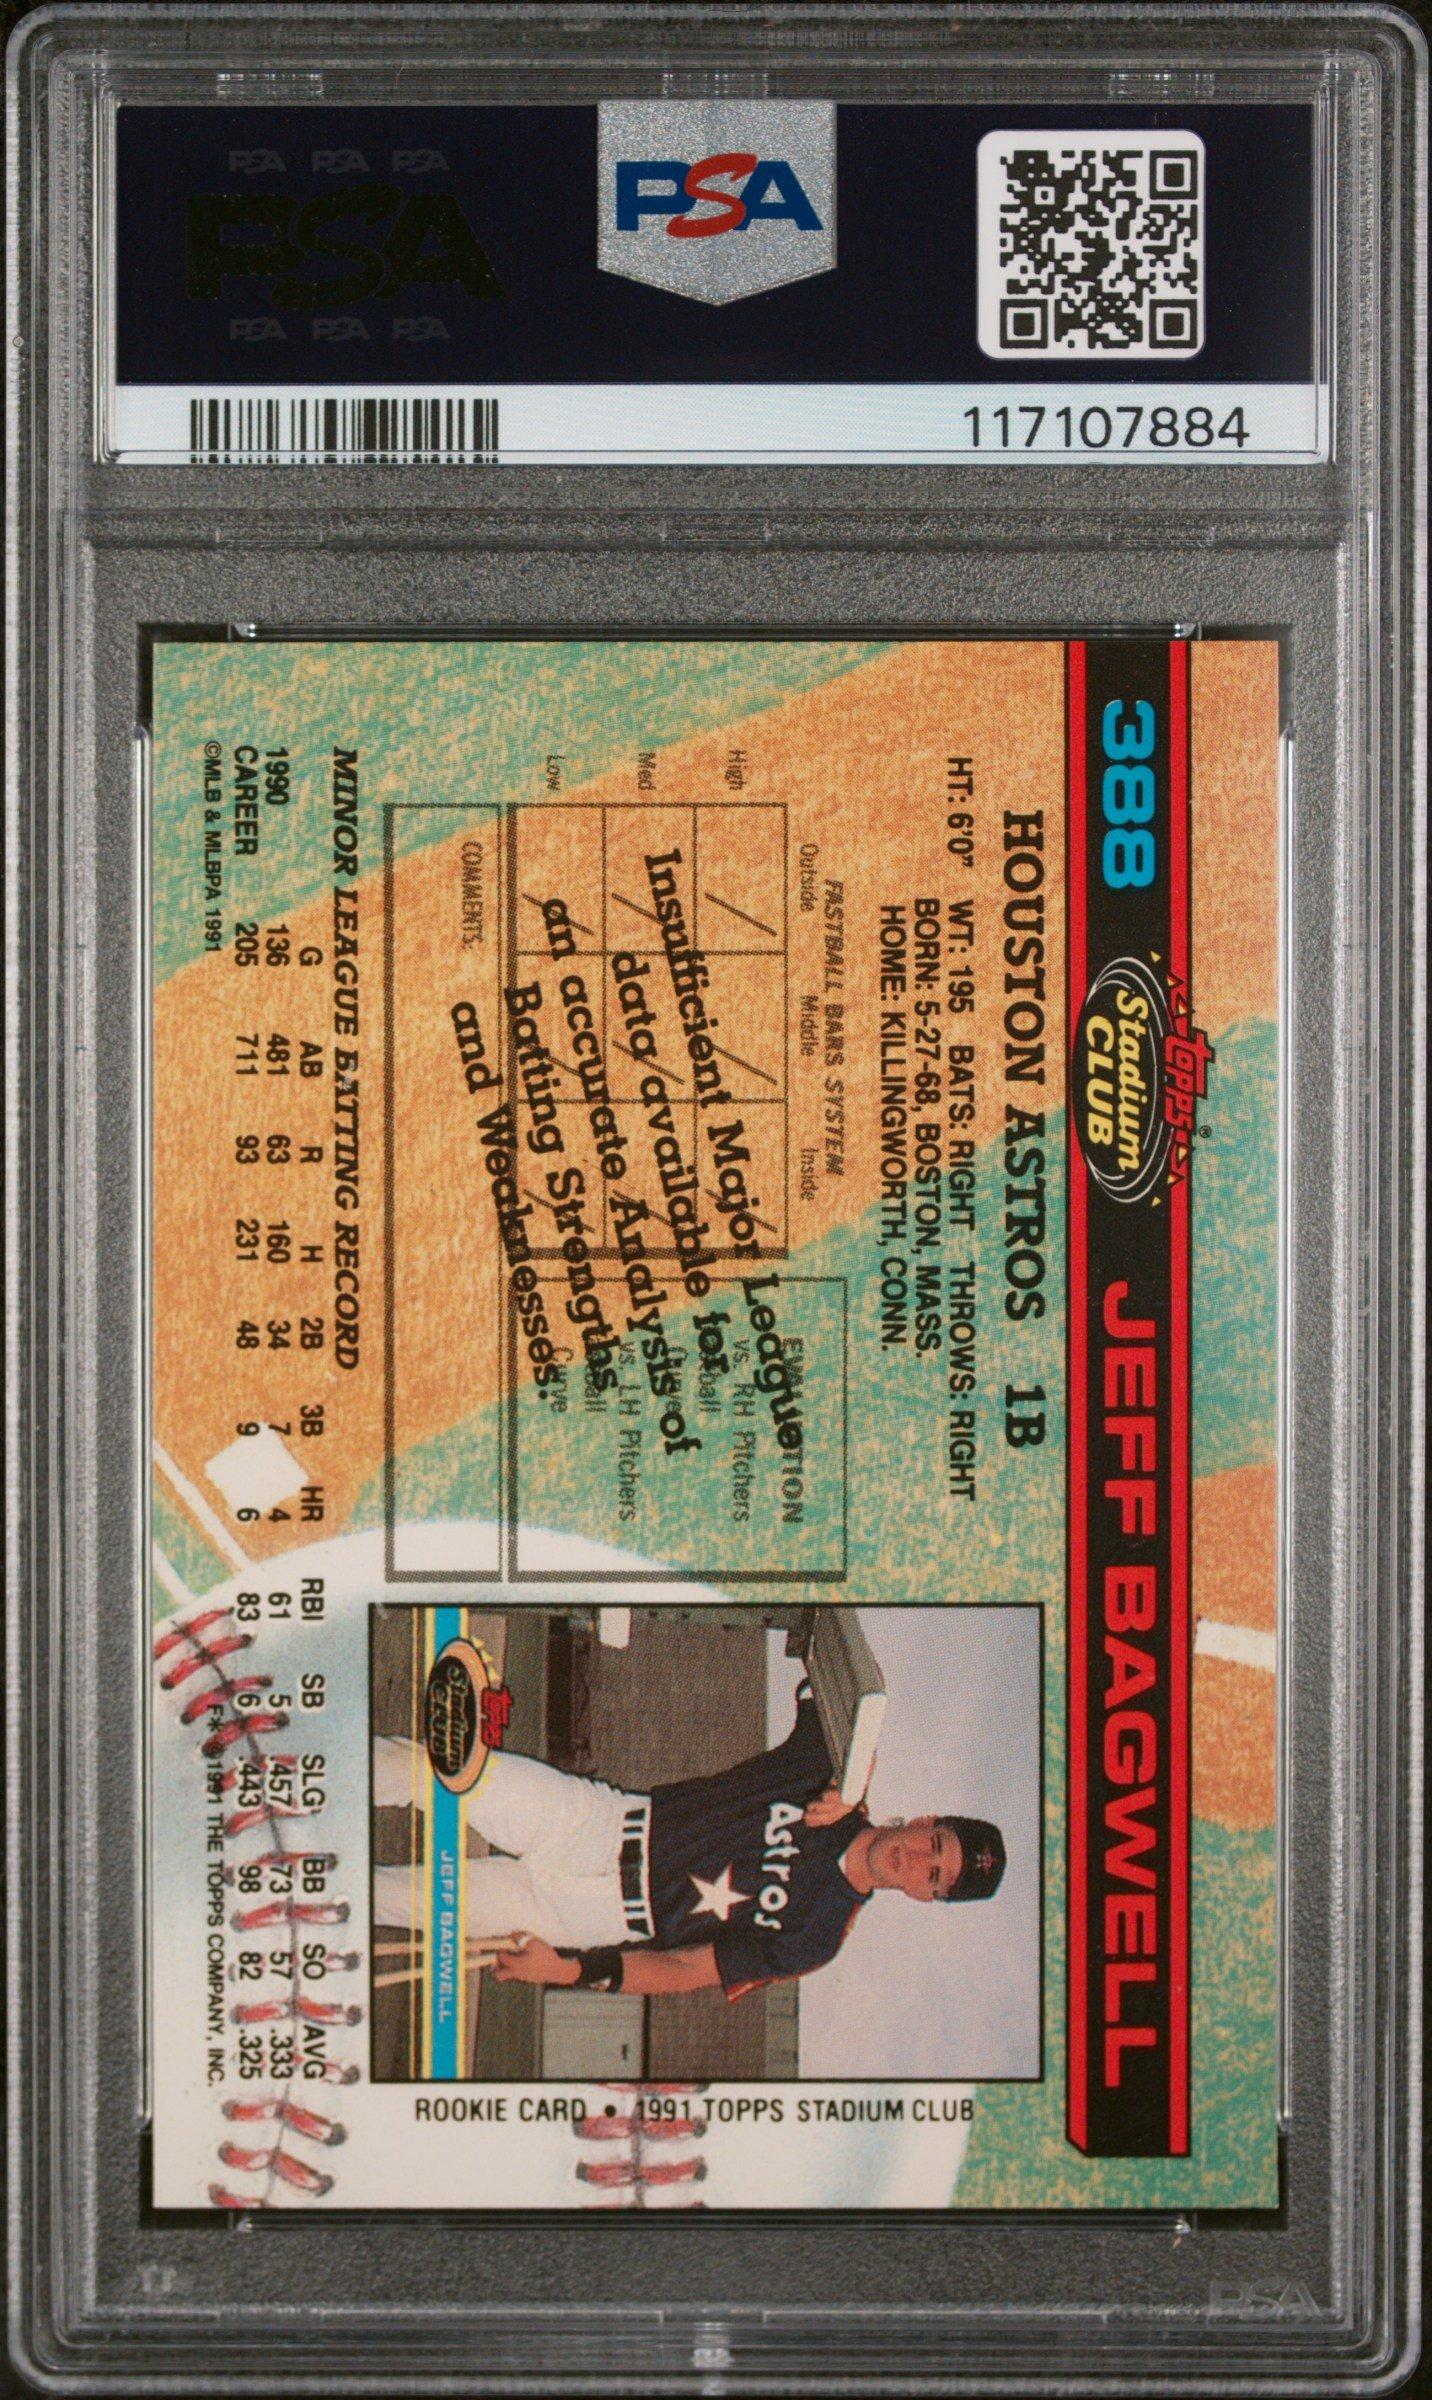 PSA PSA PSA
PSA
PSA PSA PSA
PSA
117107884
388 Topps® Stadium CLUB JEFF BAGWELL
HOUSTON ASTROS 1B
HT: 6'0" WT: 195 BATS: RIGHT THROWS: RIGHT
BORN: 5-27-68, BOSTON, MASS.
HOME: KILLINGWORTH, CONN.
FASTBALL BARS SYSTEM
Outside Middle Inside
High
Med
Low
EVALUATION
vs. RH Pitchers
vs. LH Pitchers
Curve
COMMENTS:
Insufficient Major League
data available for
an accurate Analysis of
Bating Strengths
and Weaknesses.
Astros
Topps Stadium CLUB JEFF BAGWELL
ROOKIE CARD • 1991 TOPPS STADIUM CLUB
MINOR LEAGUE BATTING RECORD
G AB R H 2B 3B HR RBI SB SLG BB SO AVG
1990 136 481 63 160 34 7 4 61 5 .457 73 57 .333
CAREER 205 711 93 231 48 9 6 83 6 .443 98 82 .325
©MLB & MLBPA 1991 F* ©1991 THE TOPPS COMPANY, INC.
PSA